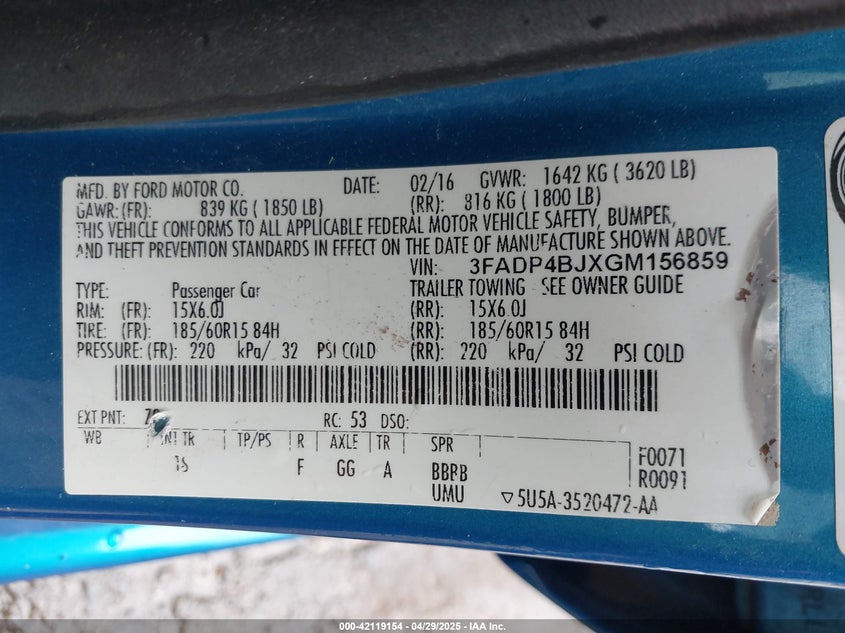 MFD. BY FORD MOTOR CO. DATE: 02/16 GVWR: 1642 KG ( 3620 LB)
GAWR: (FR): 839 KG ( 1850 LB) (RR): 816 KG ( 1800 LB)
THIS VEHICLE CONFORMS TO ALL APPLICABLE FEDERAL MOTOR VEHICLE SAFETY, BUMPER,
AND THEFT PREVENTION STANDARDS IN EFFECT ON THE DATE OF MANUFACTURE SHOWN ABOVE.
VIN: 3FADP4BJXGM156859
TYPE: Passenger Car TRAILER TOWING - SEE OWNER GUIDE
RIM: (FR): 15X6.0J (RR): 15X6.0J
TIRE: (FR): 185/60R15 84H (RR): 185/60R15 84H
PRESSURE: (FR): 220 kPa/ 32 PSI COLD (RR): 220 kPa/ 32 PSI COLD
EXT PNT: RC: 53 DSO:
WB INT TR TP/PS R AXLE TR SPR F0071
F GG A BBPB R0091
UMU ▽5U5A-3520472-AA
000-42119154 | 04/29/2025 | IAA Inc.